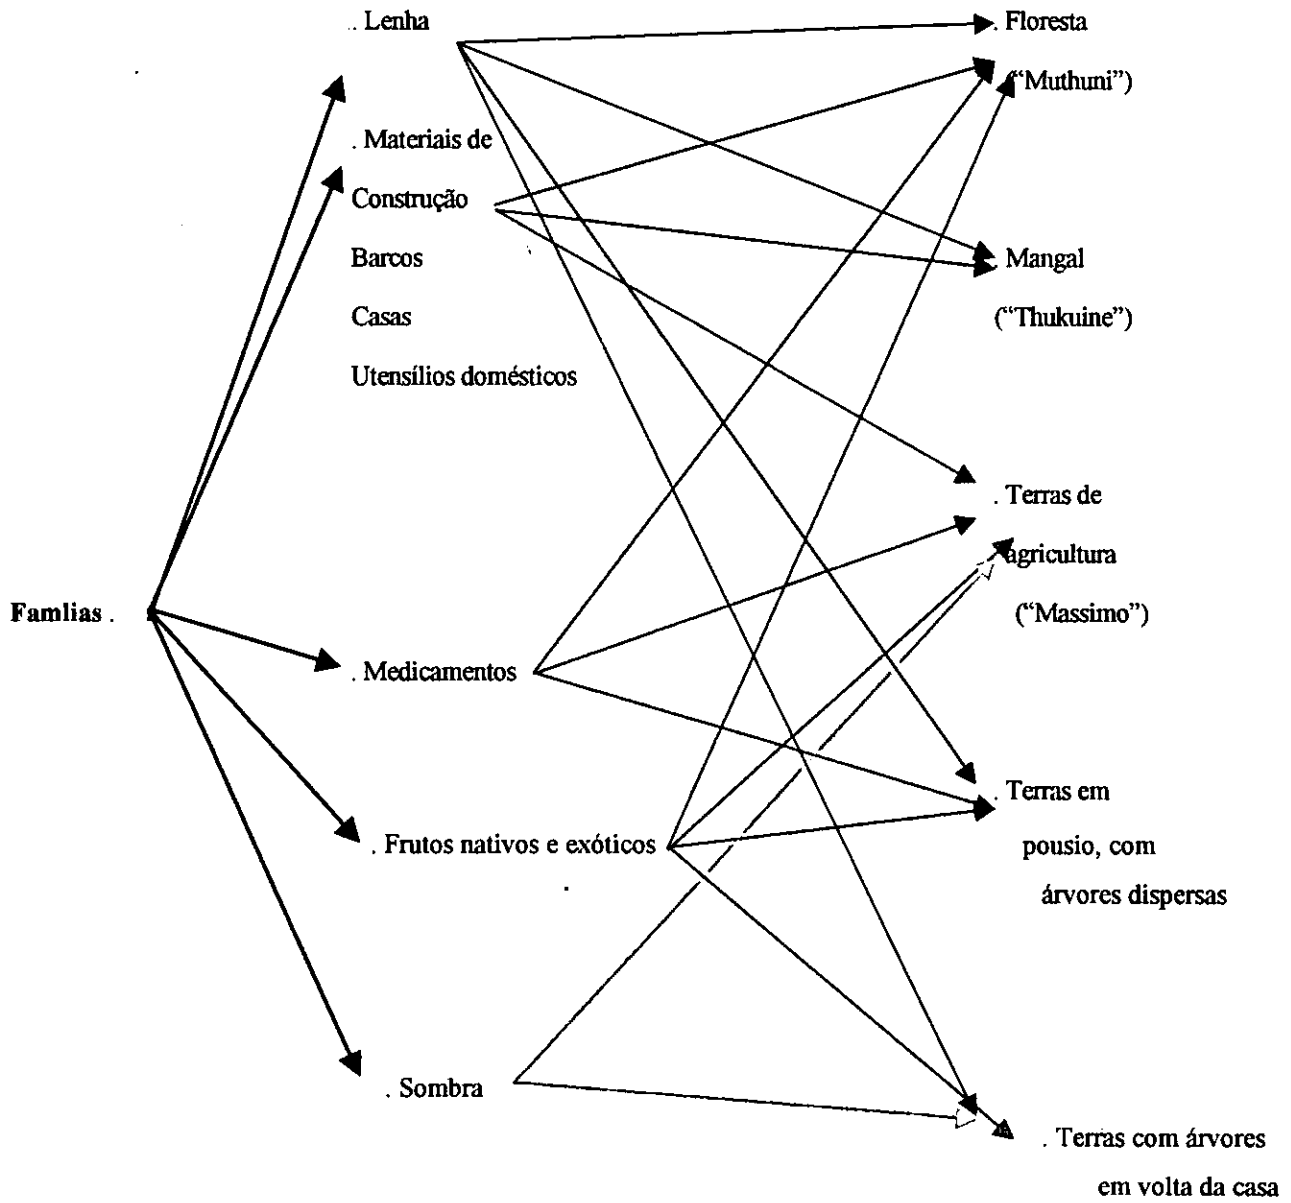 .. Lenha
. Materiais de
Construção
Barcos
Casas
Utensílios domésticos
Famlias .
. Medicamentos
. Frutos nativos e exóticos
. Sombra
. Floresta
(“Muthuni”)
. Mangal
(“Thukuine”)
. Terras de
agricultura
(“Massimo”)
. Terras em
pousio, com
árvores dispersas
. Terras com árvores
em volta da casa